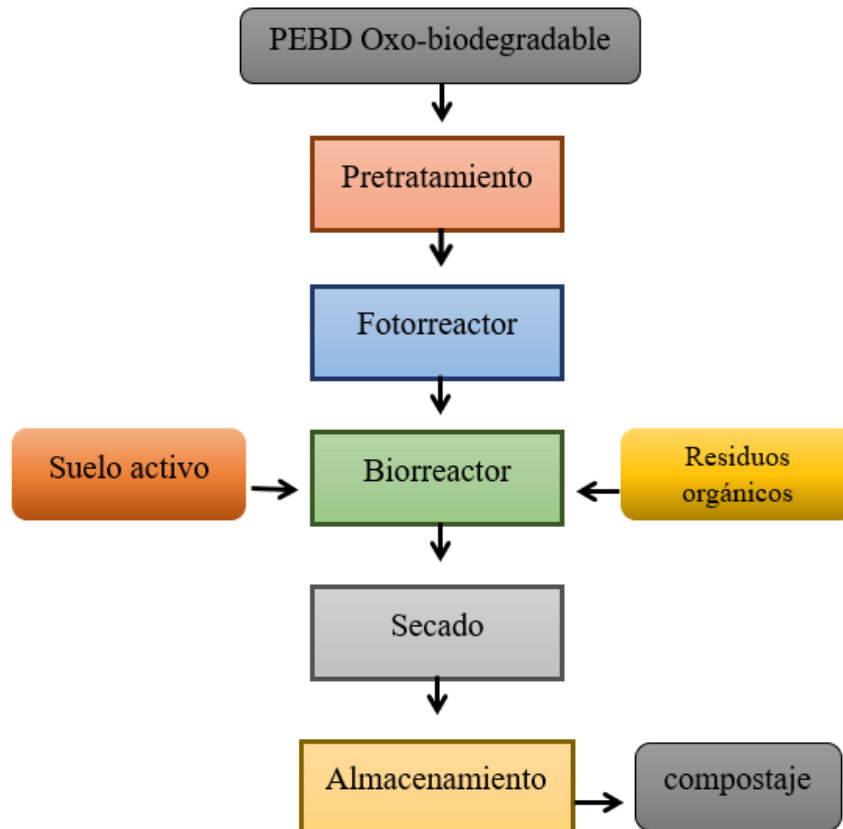 PEBD Oxo-biodegradable
Pretratamiento
Fotorreactor
Suelo activo
Biorreactor
Residuos
orgánicos
Secado
Almacenamiento
compostaje